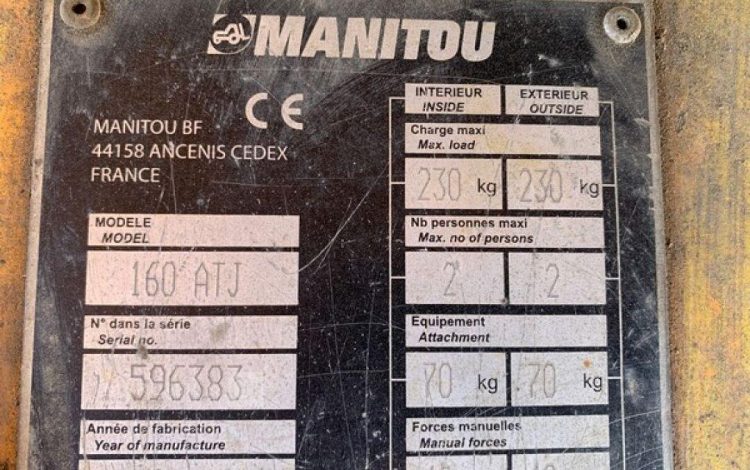 MANITOU
CE
MANITOU BF
44158 ANCENIS CEDEX
FRANCE
MODELE
MODEL
160 ATJ
N° dans la série
Serial no.
596383
Année de fabrication
Year of manufacture
INTERIEUR EXTERIEUR
INSIDE OUTSIDE
Charge maxi
Max. load
230 kg 230 kg
Nb personnes maxi
Max. no of persons
2 2
Equipement
Attachment
70 kg 70 kg
Forces manuelles
Manual forces